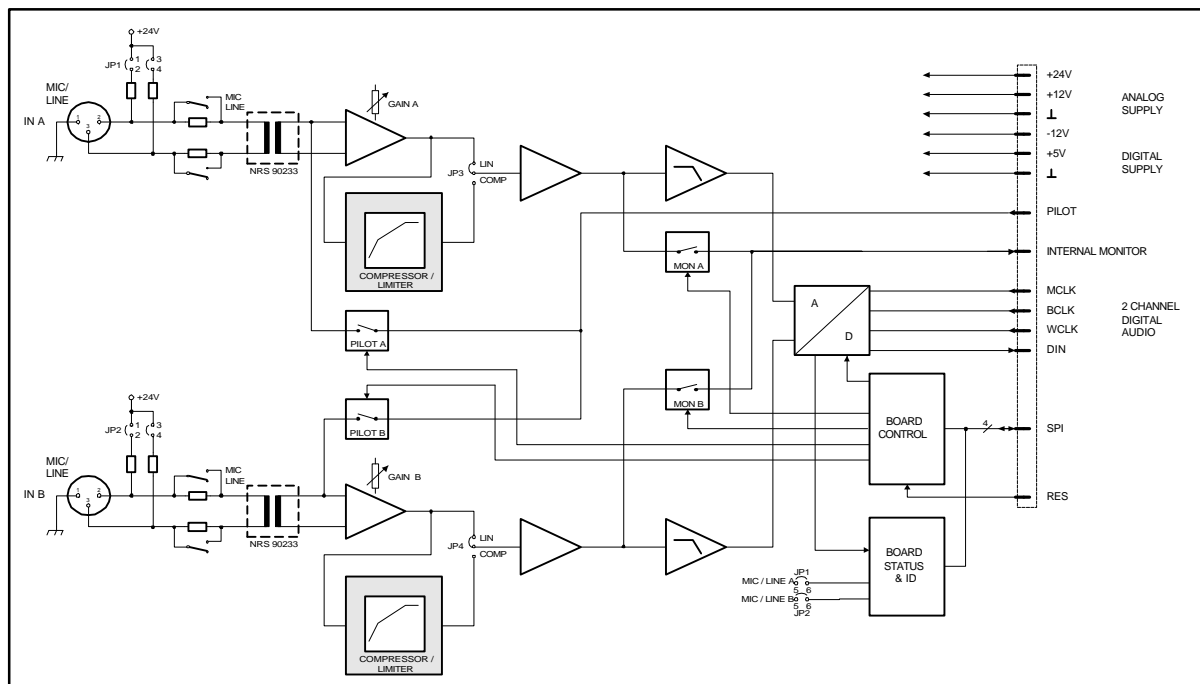 +24V
JP1
1
2
3
4
MIC/
LINE
IN A
1
2
3
MIC
LINE
NRS 90233
GAIN A
JP3
LIN
COMP
COMPRESSOR /
LIMITER
PILOT A
MON A
+24V
JP2
1
2
3
4
MIC/
LINE
IN B
1
2
3
MIC
LINE
NRS 90233
PILOT B
GAIN B
JP4
LIN
COMP
COMPRESSOR /
LIMITER
MON B
A
D
BOARD
CONTROL
4
BOARD
STATUS
& ID
JP1
MIC / LINE A
5 6
MIC / LINE B
5 6
JP2
+24V
+12V
ANALOG
SUPPLY
-12V
+5V
DIGITAL SUPPLY
PILOT
INTERNAL MONITOR
MCLK
BCLK
WCLK
DIN
2 CHANNEL
DIGITAL
AUDIO
SPI
RES